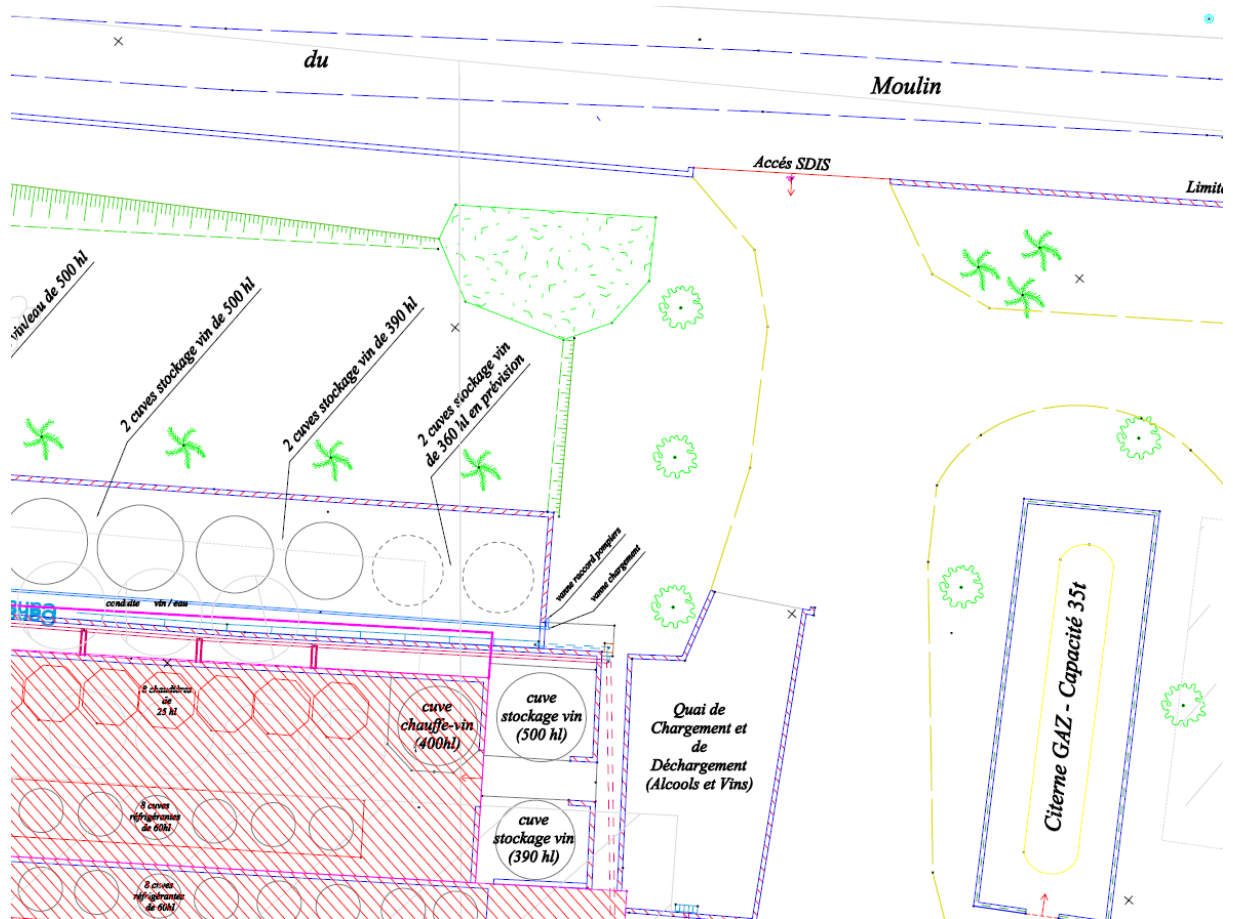 du
Moulin
Accés SDIS
Limite
vin/eau de 500 hl
2 cuves stockage vin de 500 hl
2 cuves stockage vin de 390 hl
2 cuves stockage vin
de 360 hl en prévision
vanne raccord pompiers
vanne chargement
vin / eau
8 chaudières
de
25 hl
cuve
chauffe-vin
(400hl)
cuve
stockage vin
(500 hl)
Quai de
Chargement et
de
Déchargement
(Alcools et Vins)
Citerne GAZ - Capacité 35t
8 cuves
réfrigérantes
de 60hl
cuve
stockage vin
(390 hl)
8 cuves
réfrigérantes
de 60hl